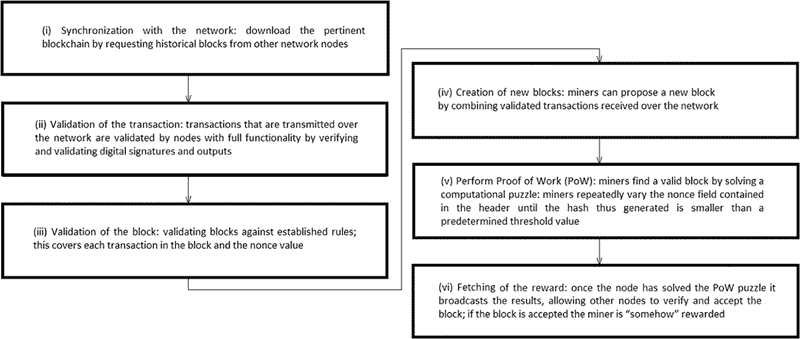 (i) Synchronization with the network: download the pertinent
blockchain by requesting historical blocks from other network nodes
(ii) Validation of the transaction: transactions that are transmitted over
the network are validated by nodes with full functionality by verifying
and validating digital signatures and outputs
(iii) Validation of the block: validating blocks against established rules;
this covers each transaction in the block and the nonce value
(iv) Creation of new blocks: miners can propose a new block
by combining validated transactions received over the network
(v) Perform Proof of Work (PoW): miners find a valid block by solving a
computational puzzle: miners repeatedly vary the nonce field contained
in the header until the hash thus generated is smaller than a
predetermined threshold value
(vi) Fetching of the reward: once the node has solved the PoW puzzle it
broadcasts the results, allowing other nodes to verify and accept the
block; if the block is accepted the miner is “somehow” rewarded